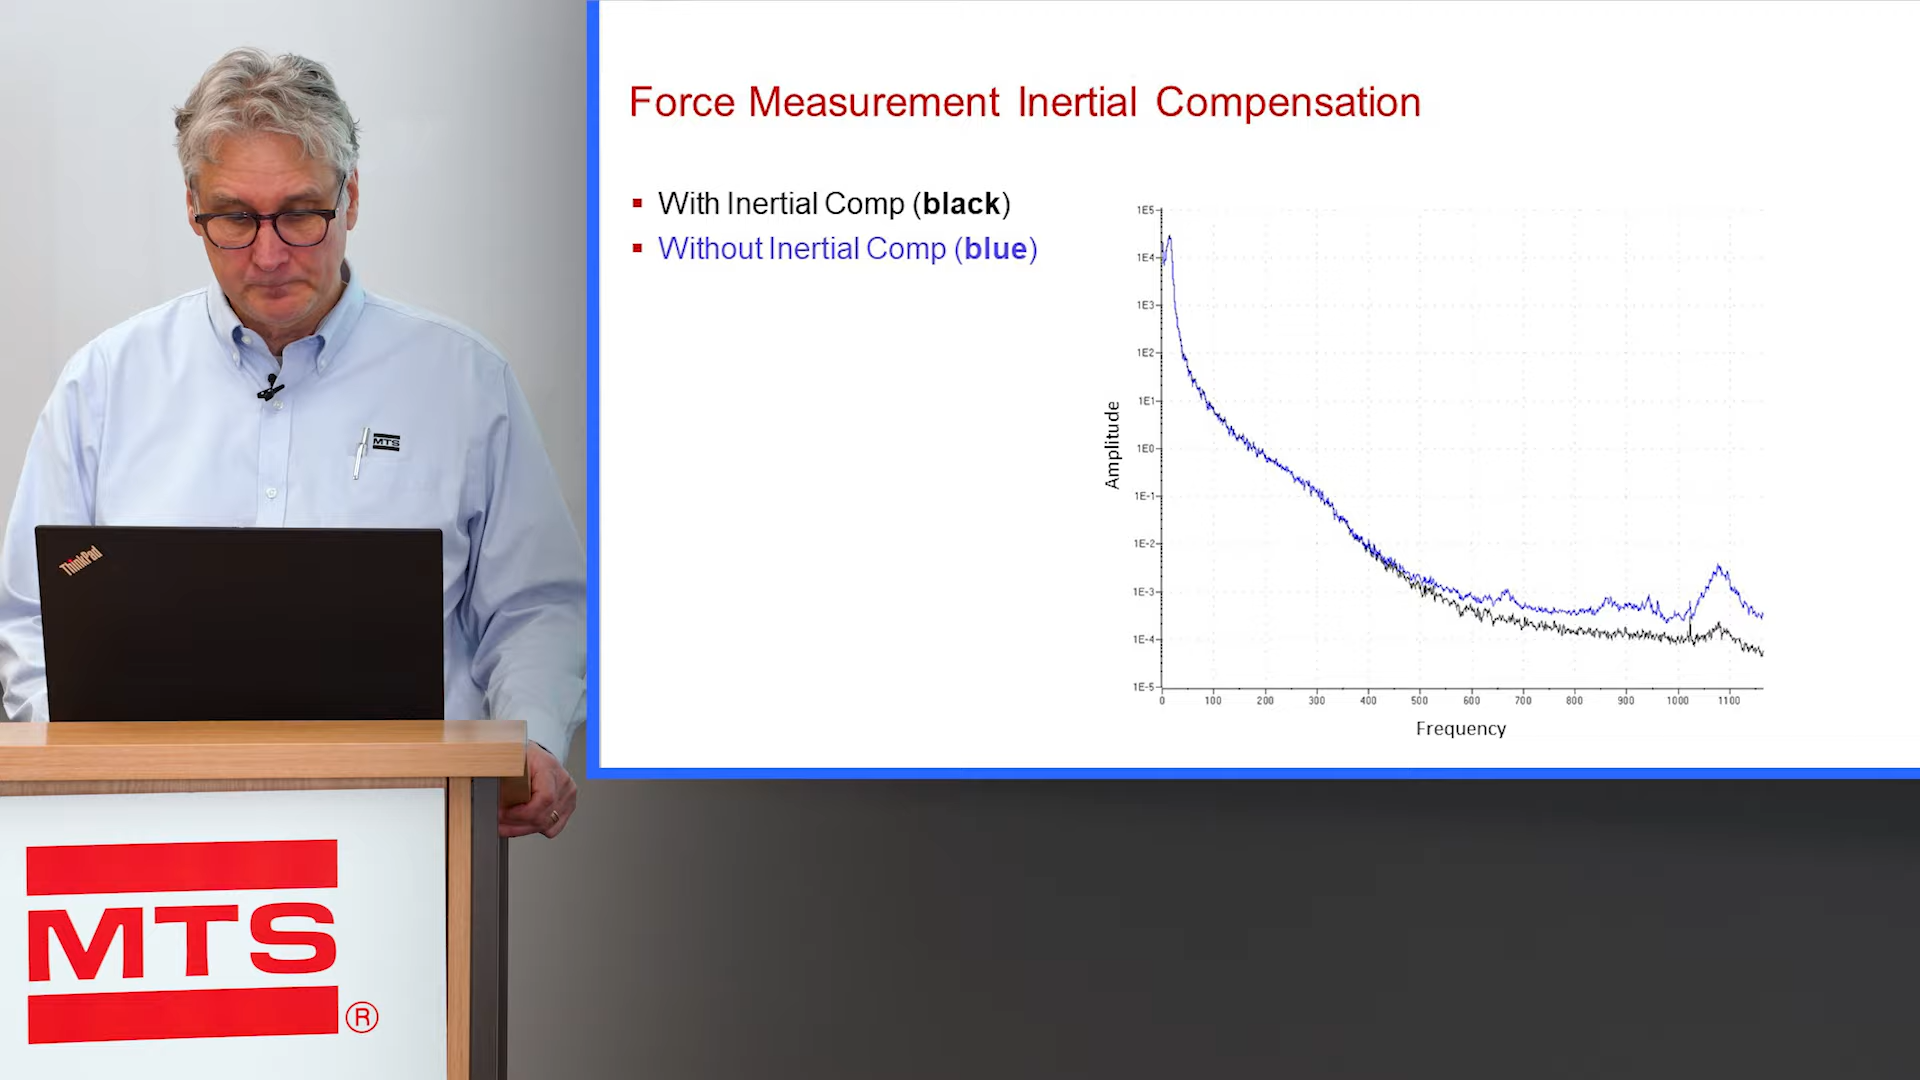 Force Measurement Inertial Compensation
▪ With Inertial Comp (black)
▪ Without Inertial Comp (blue)
1E5
1E4
1E3
1E2
1E1
1E0
1E-1
1E-2
1E-3
1E-4
1E-5
Amplitude
0 100 200 300 400 500 600 700 800 900 1000 1100
Frequency
MTS
ThinkPad
MTS
®